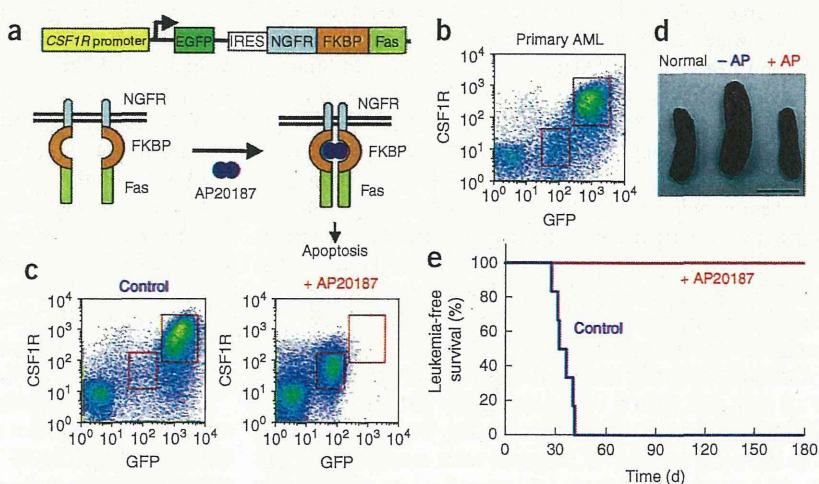 a
CSF1R promoter
EGFP
IRES
NGFR
FKBP
Fas
NGFR
FKBP
Fas
AP20187
NGFR
FKBP
Fas
Apoptosis
b
Primary AML
CSF1R
10^4
10^3
10^2
10^1
10^0
10^0 10^1 10^2 10^3 10^4
GFP
c
Control
CSF1R
10^4
10^3
10^2
10^1
10^0
10^0 10^1 10^2 10^3 10^4
GFP
+ AP20187
CSF1R
10^4
10^3
10^2
10^1
10^0
10^0 10^1 10^2 10^3 10^4
GFP
d
Normal – AP + AP
e
Leukemia-free
survival (%)
100
80
60
40
20
0
+ AP20187
Control
0 30 60 90 120 150 180
Time (d)